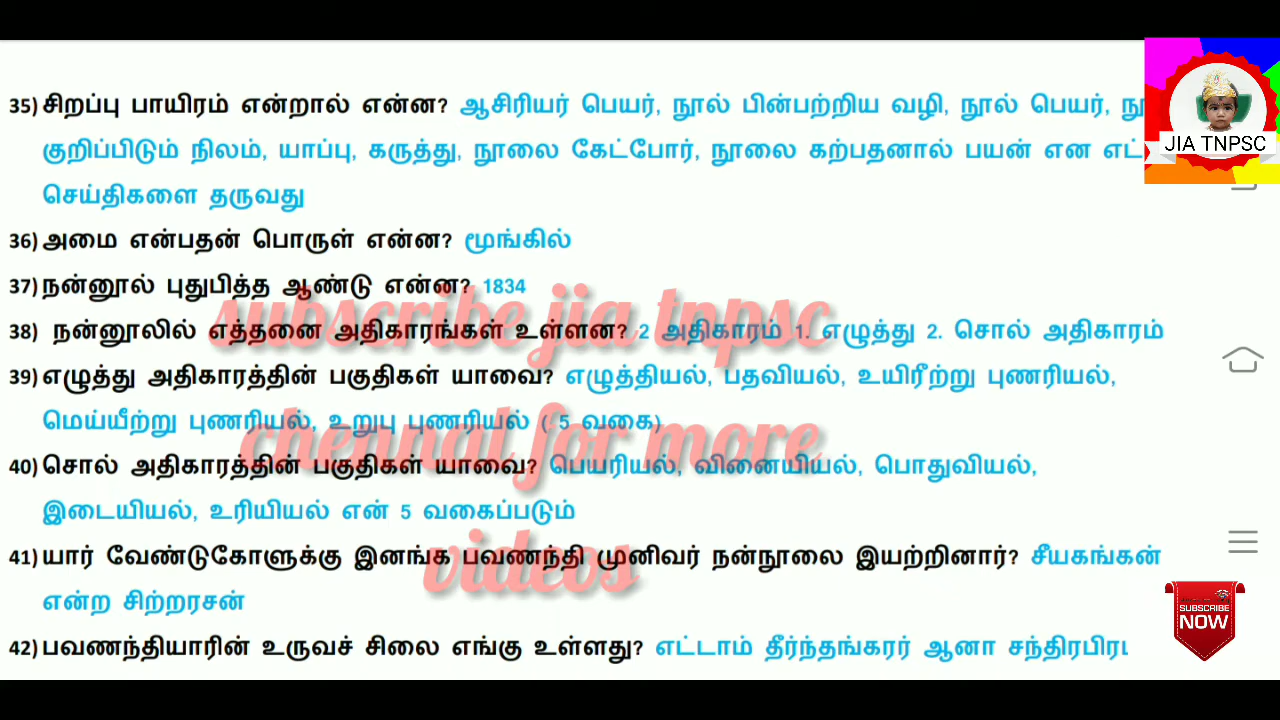 35) சிறப்பு பாயிரம் என்றால் என்ன? ஆசிரியர் பெயர், நூல் பின்பற்றிய வழி, நூல் பெயர்,
குறிப்பிடும் நிலம், யாப்பு, கருத்து, நூலை கேட்போர், நூலை கற்பதனால் பயன் என
செய்திகளை தருவது
36) அமை என்பதன் பொருள் என்ன? மூங்கில்
37) நன்னூல் புதுபித்த ஆண்டு என்ன? 1834
38) நன்னூலில் எத்தனை அதிகாரங்கள் உள்ளன? 2 அதிகாரம் 1. எழுத்து 2. சொல் அதிகாரம்
39) எழுத்து அதிகாரத்தின் பகுதிகள் யாவை? எழுத்தியல், பதவியல், உயிரீற்று புணரியல்,
மெய்யீற்று புணரியல், உறுபு புணரியல் ( 5 வகை)
40) சொல் அதிகாரத்தின் பகுதிகள் யாவை? பெயரியல், வினையியல், பொதுவியல்,
இடையியல், உரியியல் என் 5 வகைப்படும்
41) யார் வேண்டுகோளுக்கு இனங்க பவணந்தி முனிவர் நன்நூலை இயற்றினார்? சீயகங்கன்
என்ற சிற்றரசன்
42) பவணந்தியாரின் உருவச் சிலை எங்கு உள்ளது? எட்டாம் தீர்ந்தங்கரர் ஆனா
JIA TNPSC
subscribe jia tnpsc
chennal for more
videos
SUBSCRIBE
NOW